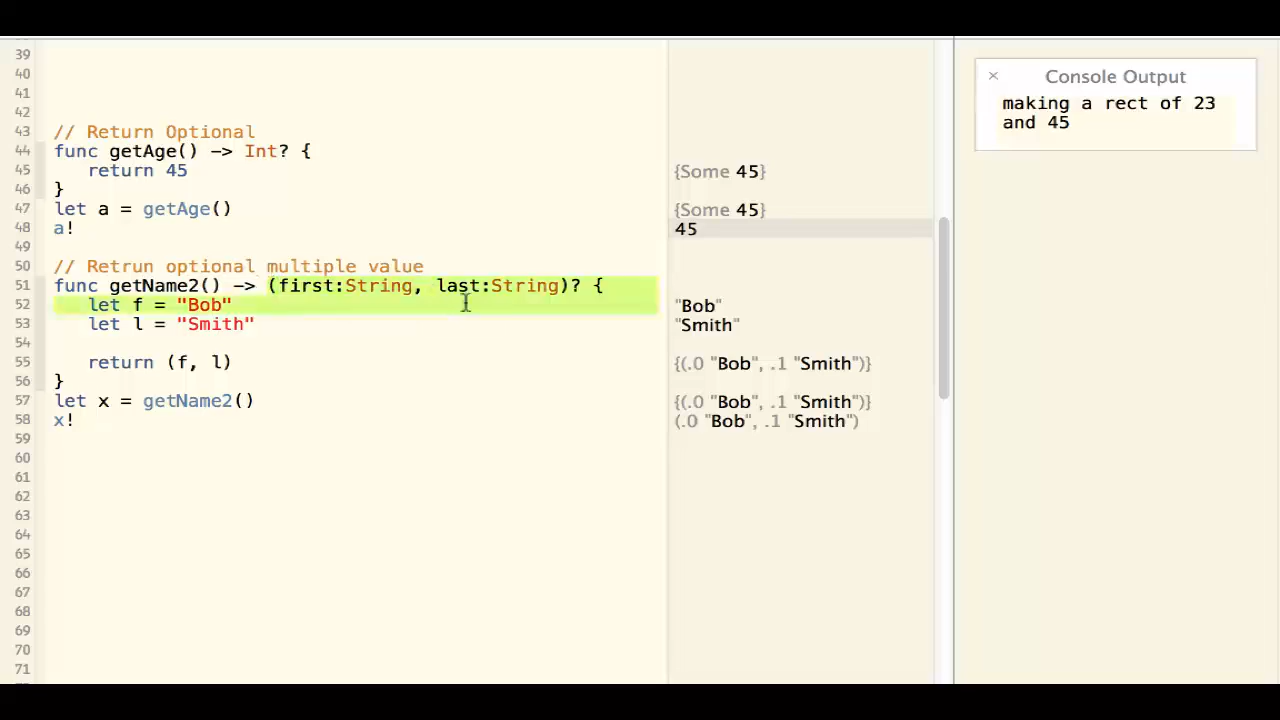 39
40
41
42
43 // Return Optional
44 func getAge() -> Int? {
45 return 45 {Some 45}
46 }
47 let a = getAge() {Some 45}
48 a! 45
49
50 // Retrun optional multiple value
51 func getName2() -> (first:String, last:String)? {
52 let f = "Bob" "Bob"
53 let l = "Smith" "Smith"
54
55 return (f, l) {(.0 "Bob", .1 "Smith")}
56 }
57 let x = getName2() {(.0 "Bob", .1 "Smith")}
58 x! (.0 "Bob", .1 "Smith")
59
60
61
62
63
64
65
66
67
68
69
70
71
× Console Output
making a rect of 23
and 45